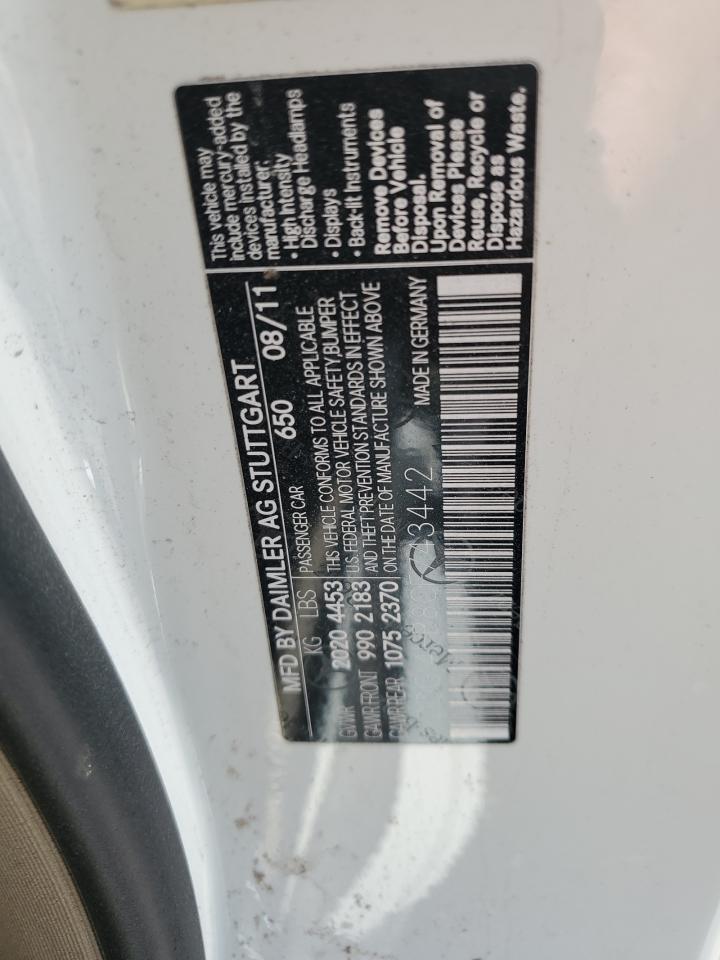 MFD BY DAIMLER AG STUTTGART
650 08/11
KG LBS PASSENGER CAR
GVWR 2020 4453 THIS VEHICLE CONFORMS TO ALL APPLICABLE
GAWR FRONT 990 2183 U.S. FEDERAL MOTOR VEHICLE SAFETY,BUMPER
GAWR REAR 1075 2370 AND THEFT PREVENTION STANDARDS IN EFFECT
ON THE DATE OF MANUFACTURE SHOWN ABOVE
3442
MADE IN GERMANY
This vehicle may
include mercury-added
devices installed by the
manufacturer:
• High Intensity
Discharge Headlamps
• Displays
• Back-lit Instruments
Remove Devices
Before Vehicle
Disposal.
Upon Removal of
Devices Please
Reuse, Recycle or
Dispose as
Hazardous Waste.